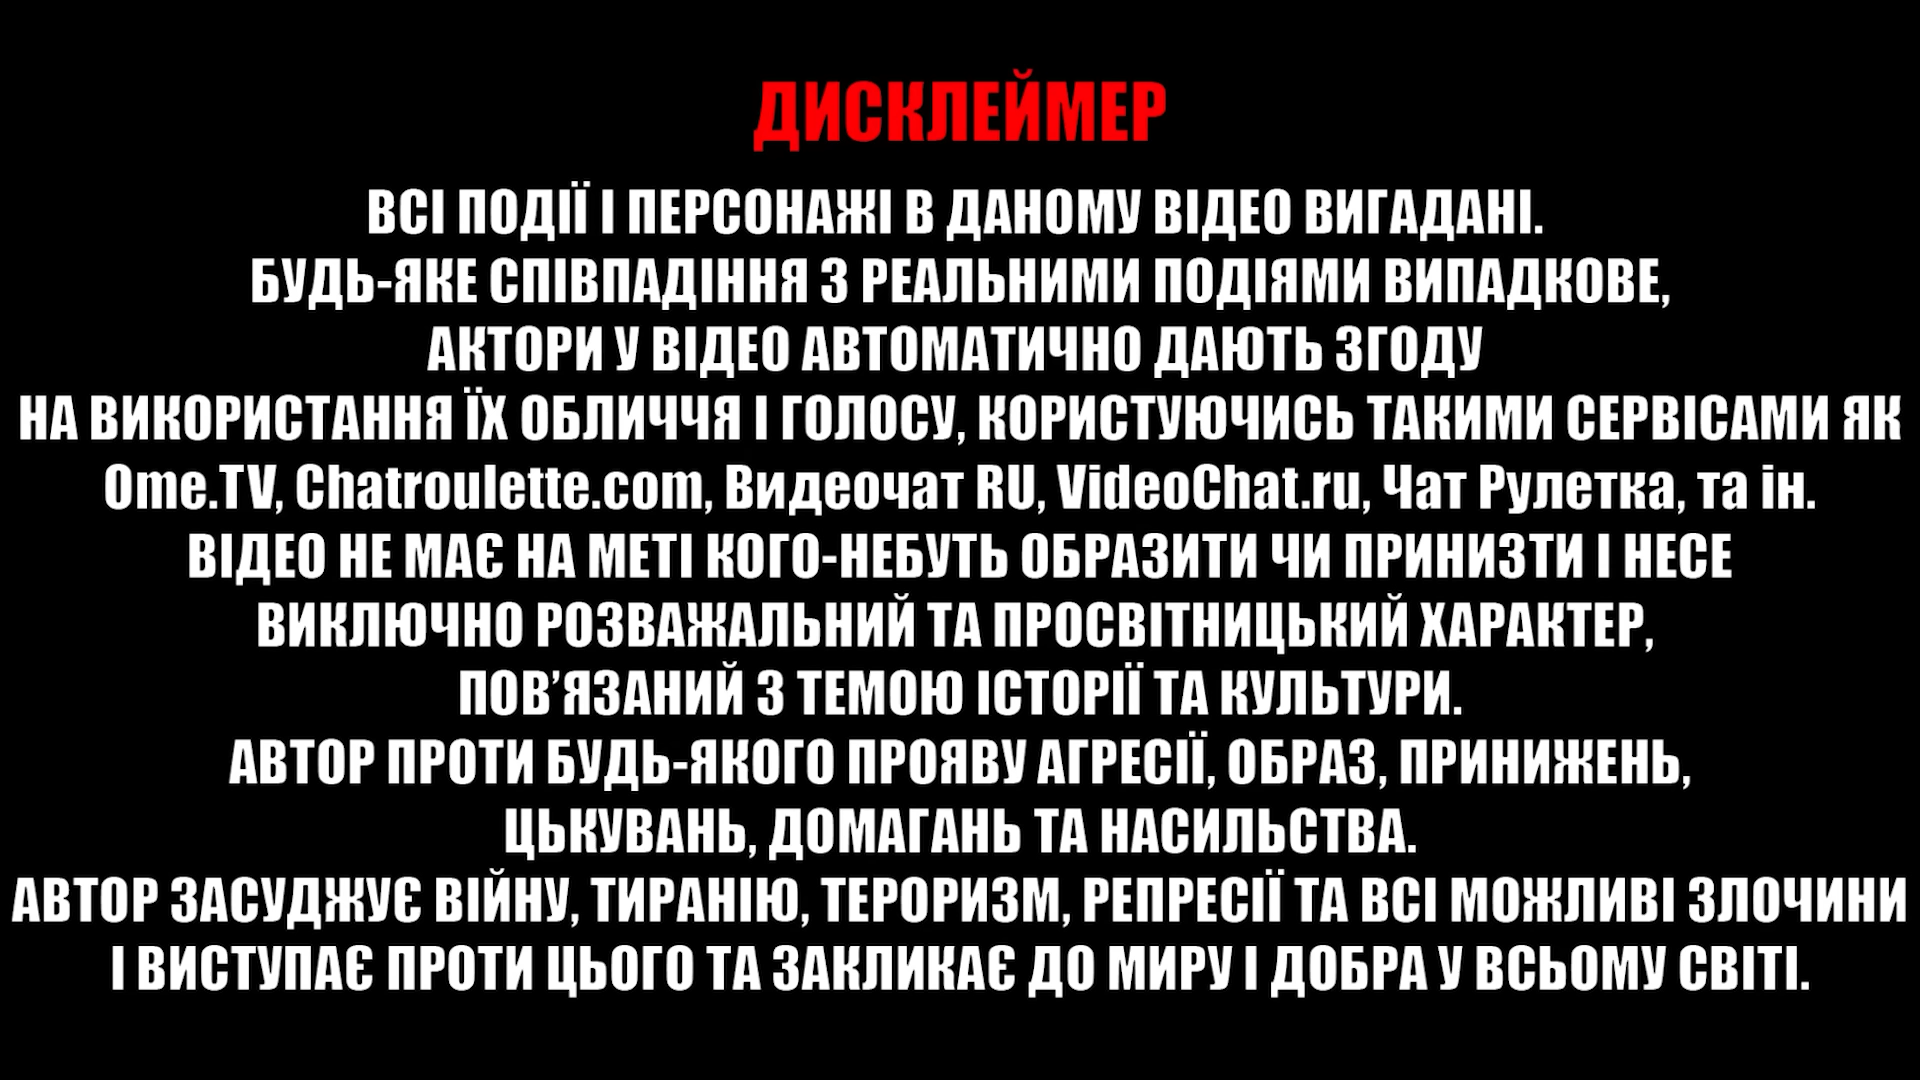 ДИСКЛЕЙМЕР
ВСІ ПОДІЇ І ПЕРСОНАЖІ В ДАНОМУ ВІДЕО ВИГАДАНІ.
БУДЬ-ЯКЕ СПІВПАДІННЯ З РЕАЛЬНИМИ ПОДІЯМИ ВИПАДКОВЕ,
АКТОРИ У ВІДЕО АВТОМАТИЧНО ДАЮТЬ ЗГОДУ
НА ВИКОРИСТАННЯ ЇХ ОБЛИЧЧЯ І ГОЛОСУ, КОРИСТУЮЧИСЬ ТАКИМИ СЕРВІСАМИ ЯК
Ome.TV, Chatroulette.com, Видеочат RU, VideoChat.ru, Чат Рулетка, та ін.
ВІДЕО НЕ МАЄ НА МЕТІ КОГО-НЕБУТЬ ОБРАЗИТИ ЧИ ПРИНИЗТИ І НЕСЕ
ВИКЛЮЧНО РОЗВАЖАЛЬНИЙ ТА ПРОСВІТНИЦЬКИЙ ХАРАКТЕР,
ПОВ’ЯЗАНИЙ З ТЕМОЮ ІСТОРІЇ ТА КУЛЬТУРИ.
АВТОР ПРОТИ БУДЬ-ЯКОГО ПРОЯВУ АГРЕСІЇ, ОБРАЗ, ПРИНИЖЕНЬ,
ЦЬКУВАНЬ, ДОМАГАНЬ ТА НАСИЛЬСТВА.
АВТОР ЗАСУДЖУЄ ВІЙНУ, ТИРАНІЮ, ТЕРОРИЗМ, РЕПРЕСІЇ ТА ВСІ МОЖЛИВІ ЗЛОЧИНИ
І ВИСТУПАЄ ПРОТИ ЦЬОГО ТА ЗАКЛИКАЄ ДО МИРУ І ДОБРА У ВСЬОМУ СВІТІ.